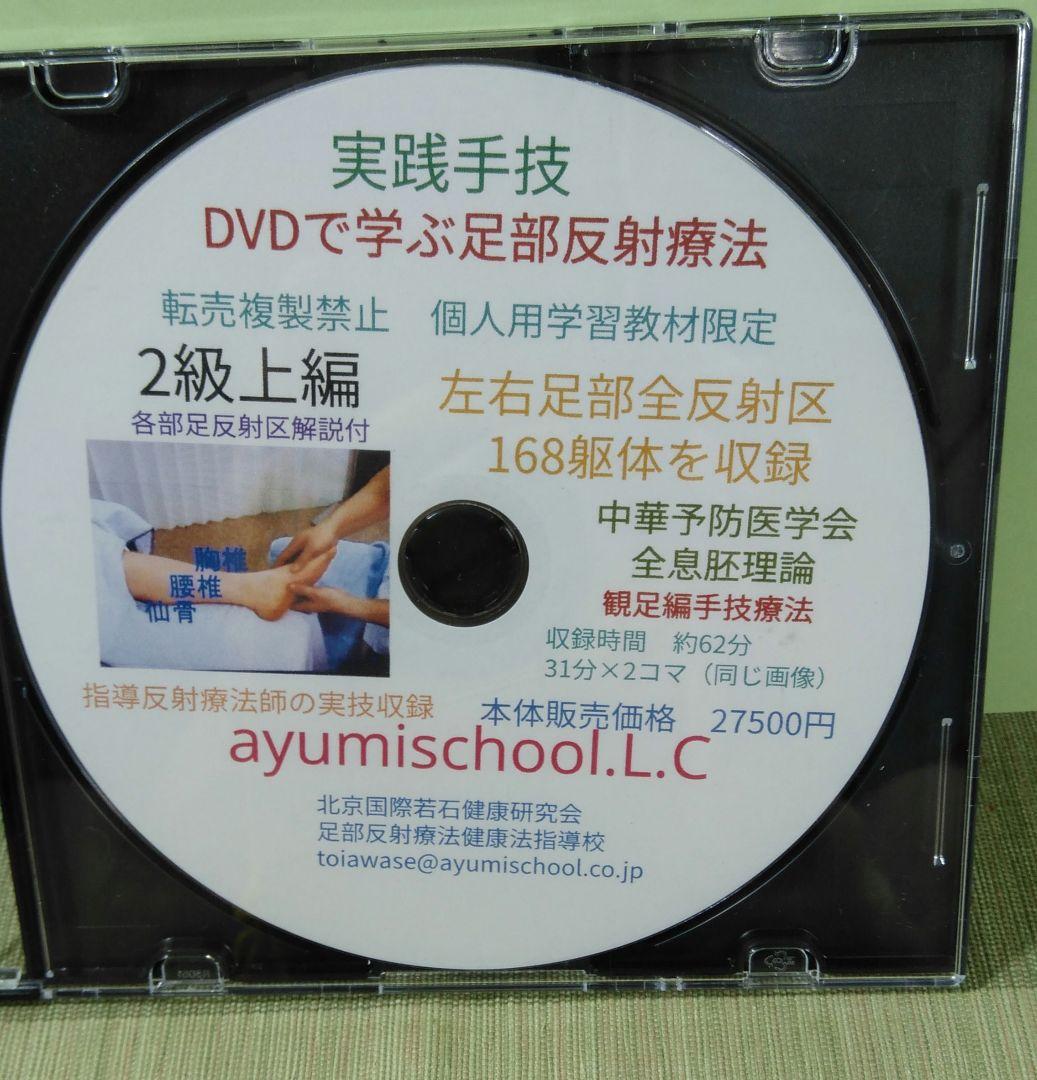 実践手技
DVDで学ぶ足部反射療法
転売複製禁止　個人用学習教材限定
2級上編
各部足反射区解説付
左右足部全反射区
168躯体を収録
胸椎
腰椎
仙骨
中華予防医学会
全息胚理論
観足編手技療法
収録時間　約62分
31分×2コマ（同じ画像）
指導反射療法師の実技収録
本体販売価格　27500円
ayumischool.L.C
北京国際若石健康研究会
足部反射療法健康法指導校
toiawase@ayumischool.co.jp